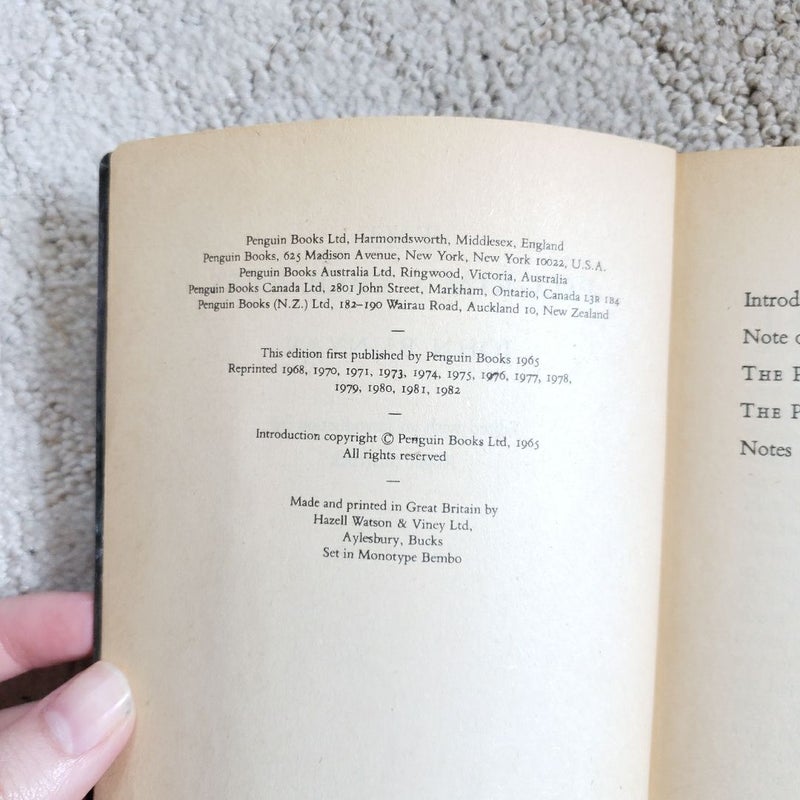 Penguin Books Ltd, Harmondsworth, Middlesex, England
Penguin Books, 625 Madison Avenue, New York, New York 10022, U.S.A.
Penguin Books Australia Ltd, Ringwood, Victoria, Australia
Penguin Books Canada Ltd, 2801 John Street, Markham, Ontario, Canada L3R 1B4
Penguin Books (N.Z.) Ltd, 182–190 Wairau Road, Auckland 10, New Zealand
—
This edition first published by Penguin Books 1965
Reprinted 1968, 1970, 1971, 1973, 1974, 1975, 1976, 1977, 1978,
1979, 1980, 1981, 1982
—
Introduction copyright © Penguin Books Ltd, 1965
All rights reserved
—
Made and printed in Great Britain by
Hazell Watson & Viney Ltd,
Aylesbury, Bucks
Set in Monotype Bembo
Introd
Note
THE P
THE P
Notes